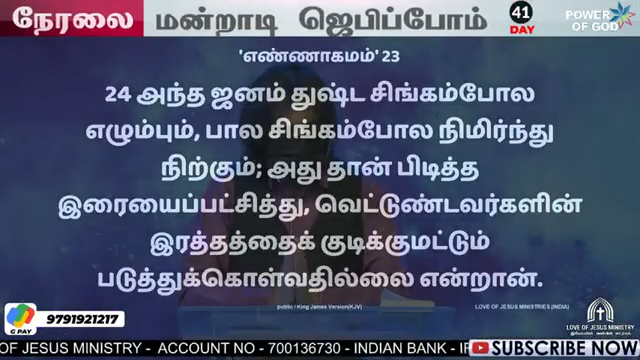 நேரலை மன்றாடி ஜெபிப்போம் 41 DAY
POWER OF GOD
'எண்ணாகமம்' 23
24 அந்த ஜனம் துஷ்ட சிங்கம்போல
எழும்பும், பால சிங்கம்போல நிமிர்ந்து
நிற்கும்; அது தான் பிடித்த
இரையைப்பட்சித்து, வெட்டுண்டவர்களின்
இரத்தத்தைக் குடிக்குமட்டும்
படுத்துக்கொள்வதில்லை என்றான்.
public / King James Version(KJV)
LOVE OF JESUS MINISTRIES (INDIA)
G PAY 9791921217
LOVE OF JESUS MINISTRY
OF JESUS MINISTRY - ACCOUNT NO - 700136730 - INDIAN BANK - IF
SUBSCRIBE NOW